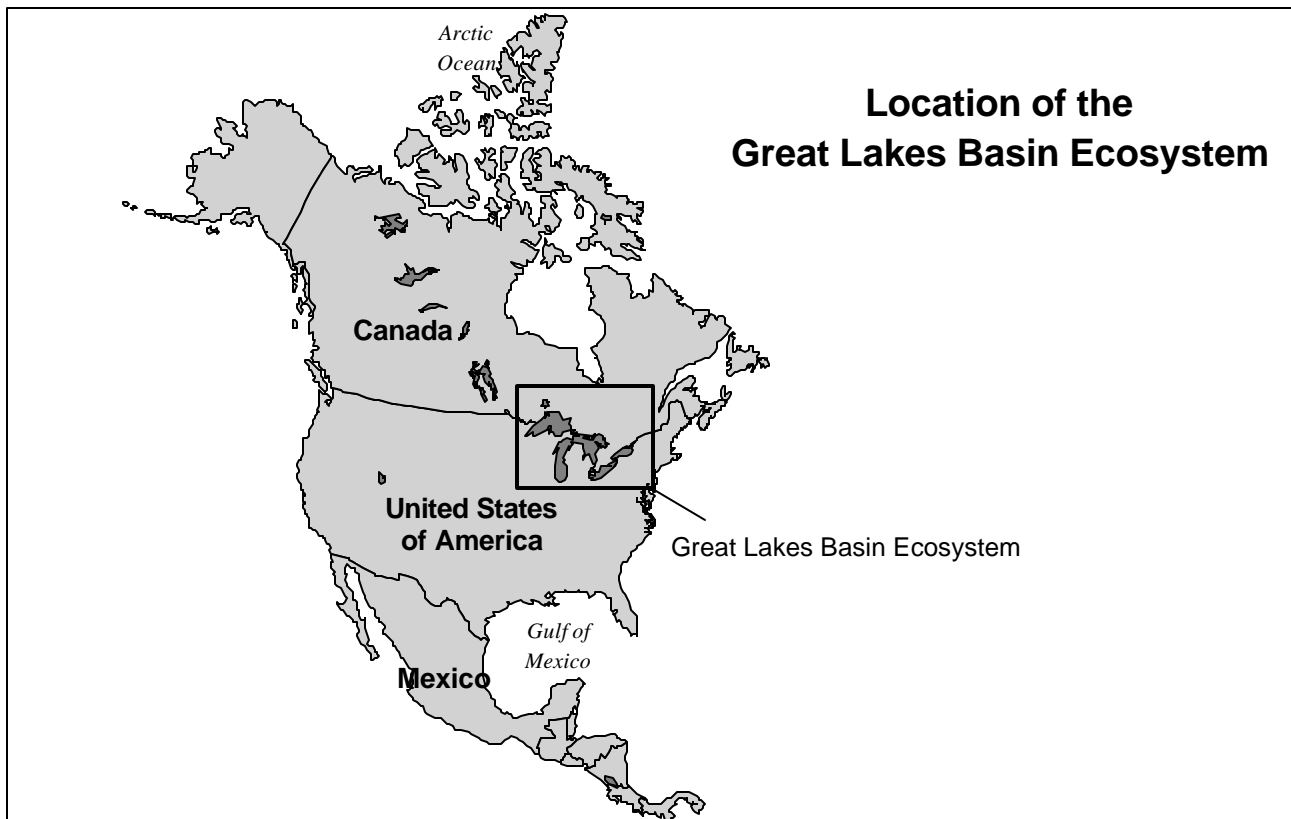 Arctic
Ocean
Location of the
Great Lakes Basin Ecosystem
Canada
United States
of America
Great Lakes Basin Ecosystem
Gulf of
Mexico
Mexico